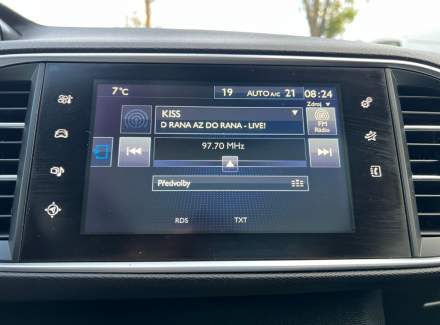 7°C 19 AUTO A/C 21 08:24
Zdroj
KISS
D RANA AZ DO RANA - LIVE!
FM
Rádio
97.70 MHz
Předvolby
RDS TXT